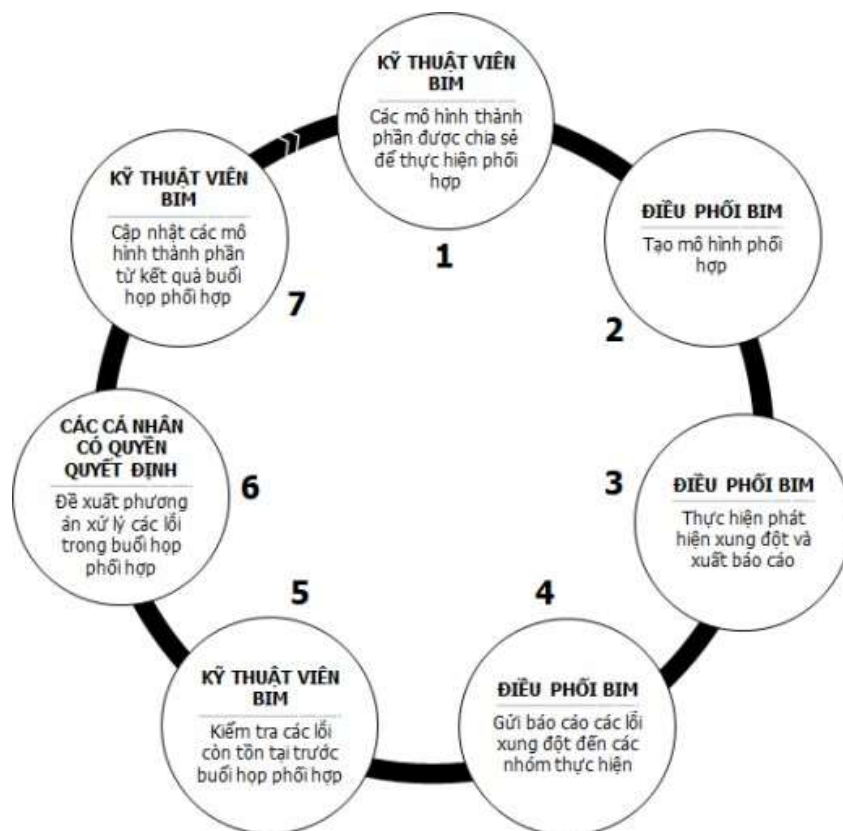 KỸ THUẬT VIÊN
BIM
Các mô hình thành
phần được chia sẻ
để thực hiện phối
hợp
1
ĐIỀU PHỐI BIM
Tạo mô hình phối
hợp
2
ĐIỀU PHỐI BIM
Thực hiện phát
hiện xung đột và
xuất báo cáo
3
ĐIỀU PHỐI BIM
Gửi báo cáo các lỗi
xung đột đến các
nhóm thực hiện
4
KỸ THUẬT VIÊN
BIM
Kiểm tra các lỗi
còn tồn tại trước
buổi họp phối hợp
5
CÁC CÁ NHÂN
CÓ QUYỀN
QUYẾT ĐỊNH
Đề xuất phương
án xử lý các lỗi
trong buổi họp
phối hợp
6
KỸ THUẬT VIÊN
BIM
Cập nhật các mô
hình thành phần
từ kết quả buổi
họp phối hợp
7